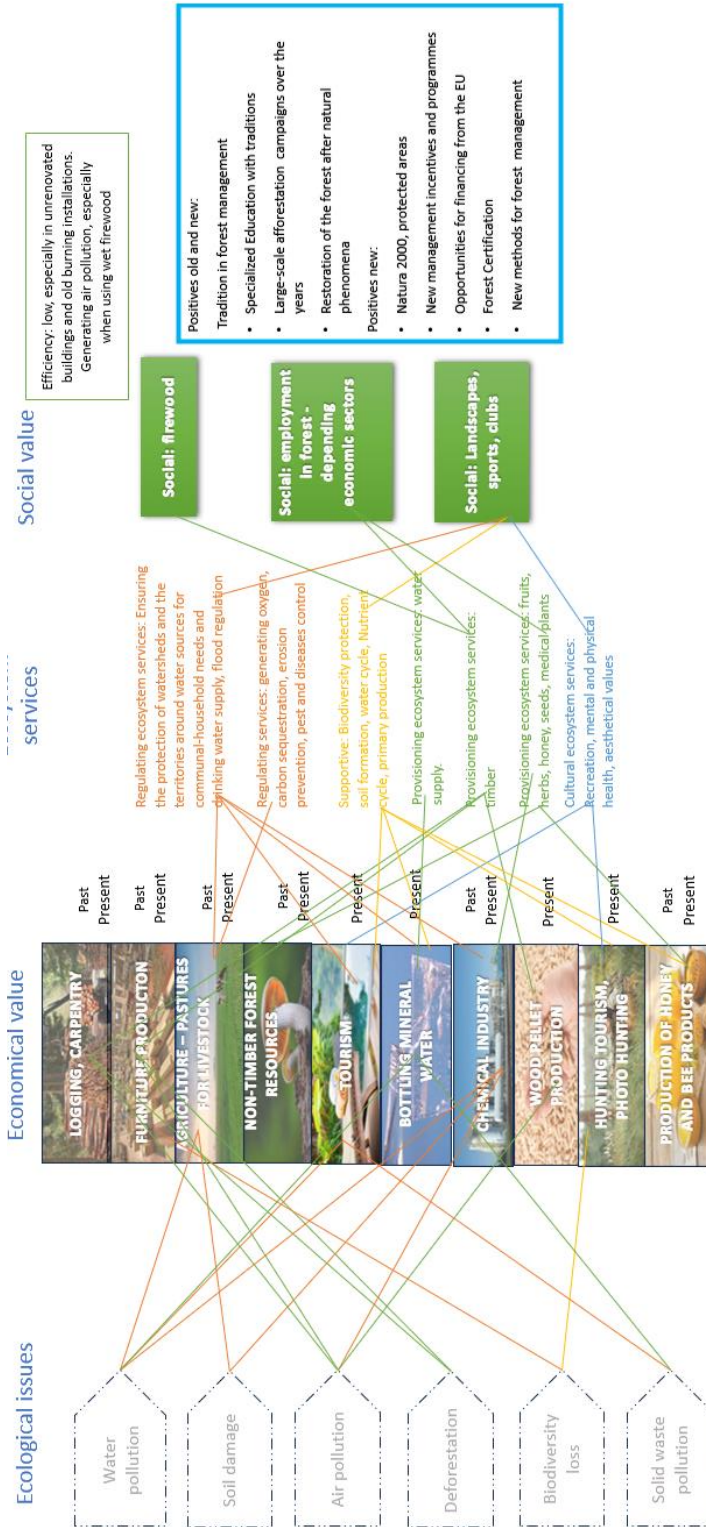 Ecological issues
Water
pollution
Soil damage
Air pollution
Deforestation
Biodiversity
loss
Solid waste
pollution
Economical value
LOGGING, CARPENTRY
Past
Present
FURNITURE PRODUCTON
Past
Present
AGRICULTURE – PASTURES
FOR LIVESTOCK
Past
Present
NON-TIMBER FOREST
RESOURCES
Past
Present
TOURISM
Present
BOTTLING MINERAL
WATER
Present
CHEMICAL INDUSTRY
Past
Present
WOOD PELLET
PRODUCTION
Present
HUNTING TOURISM,
PHOTO HUNTING
Present
PRODUCTION OF HONEY
AND BEE PRODUCTS
Past
Present
services
Regulating ecosystem services: Ensuring
the protection of watersheds and the
territories around water sources for
communal-household needs and
drinking water supply, flood regulation
Regulating services: generating oxygen,
carbon sequestration, erosion
prevention, pest and diseases control
Supportive: Biodiversity protection,
soil formation, water cycle, Nutrient
cycle, primary production
Provisioning ecosystem services: water
supply.
Provisioning ecosystem services:
timber
Provisioning ecosystem services: fruits,
herbs, honey, seeds, medical plants
Cultural ecosystem services:
Recreation, mental and physical
health, aesthetical values
Social value
Social: firewood
Social: employment
in forest -
depending
economic sectors
Social: Landscapes,
sports, clubs
Efficiency: low, especially in unrenovated
buildings and old burning installations.
Generating air pollution, especially
when using wet firewood
Positives old and new:
Tradition in forest management
• Specialized Education with traditions
• Large-scale afforestation campaigns over the
years
• Restoration of the forest after natural
phenomena
Positives new:
• Natura 2000, protected areas
• New management incentives and programmes
• Opportunities for financing from the EU
• Forest Certification
• New methods for forest management